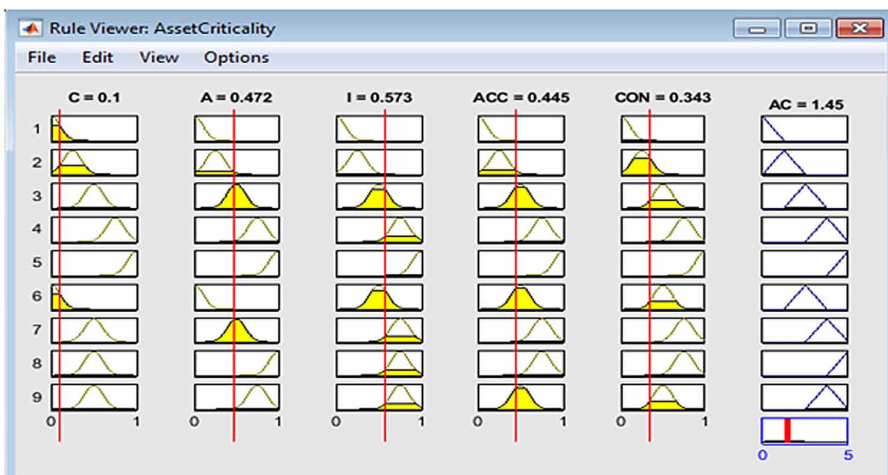 Rule Viewer: AssetCriticality
File Edit View Options
C = 0.1 A = 0.472 I = 0.573 ACC = 0.445 CON = 0.343 AC = 1.45
1
2
3
4
5
6
7
8
9
0 1 0 1 0 1 0 1 0 1
0 5